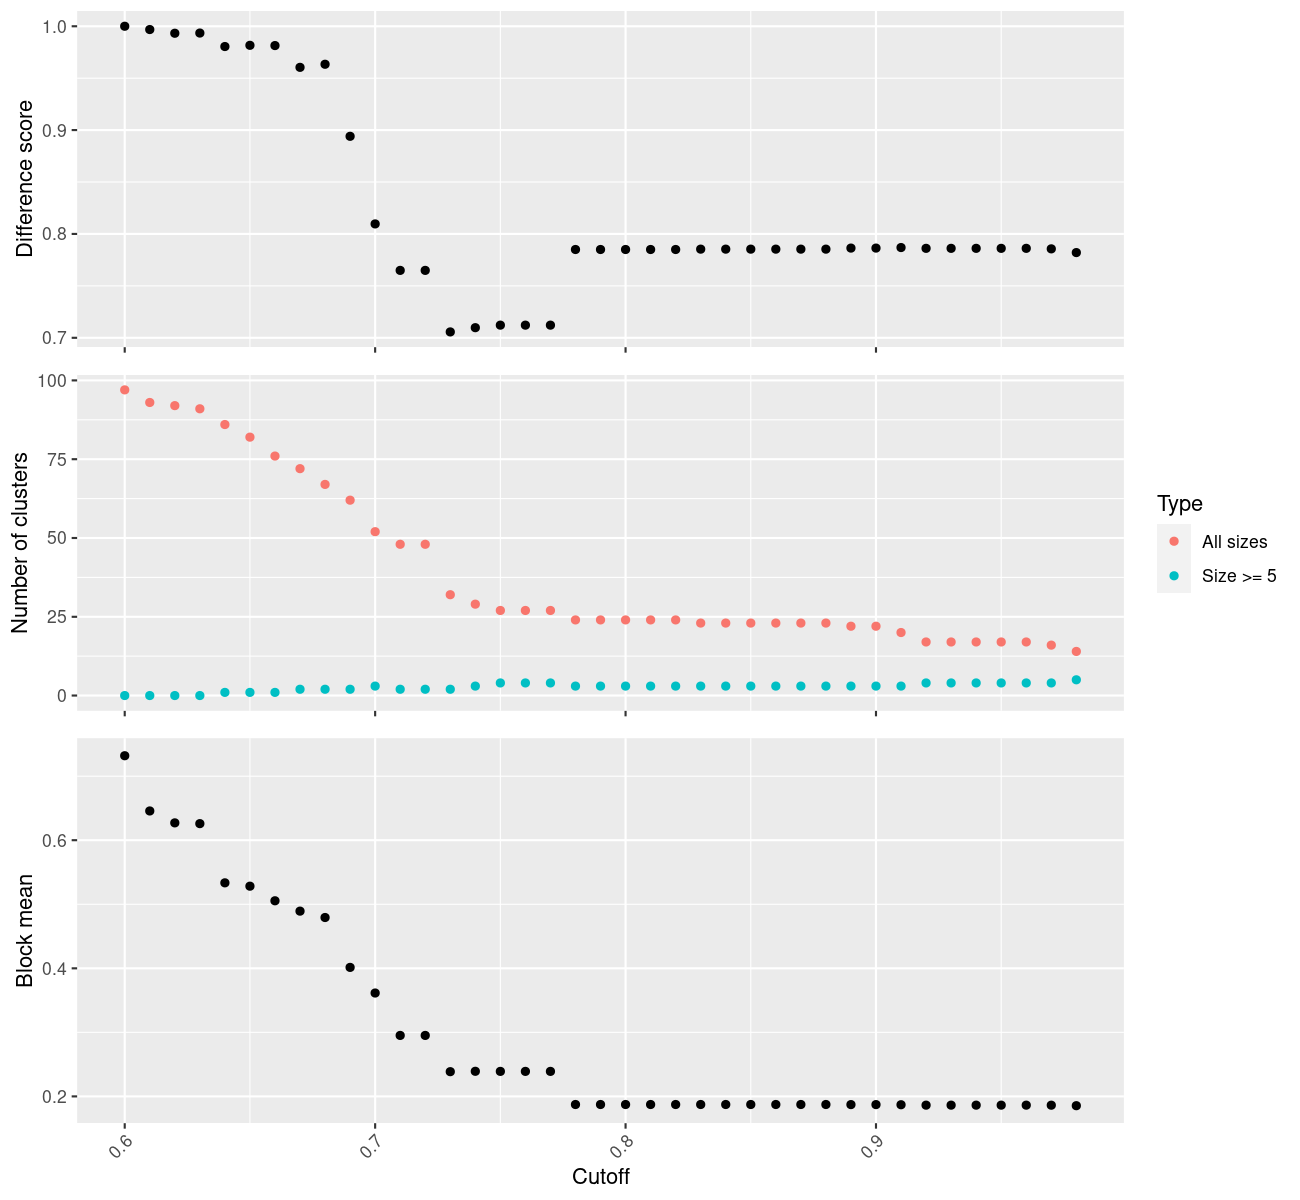 Difference score
1.0
0.9
0.8
0.7
Number of clusters
100
75
50
25
0
Type
All sizes
Size >= 5
Block mean
0.6
0.4
0.2
0.6
0.7
0.8
0.9
Cutoff